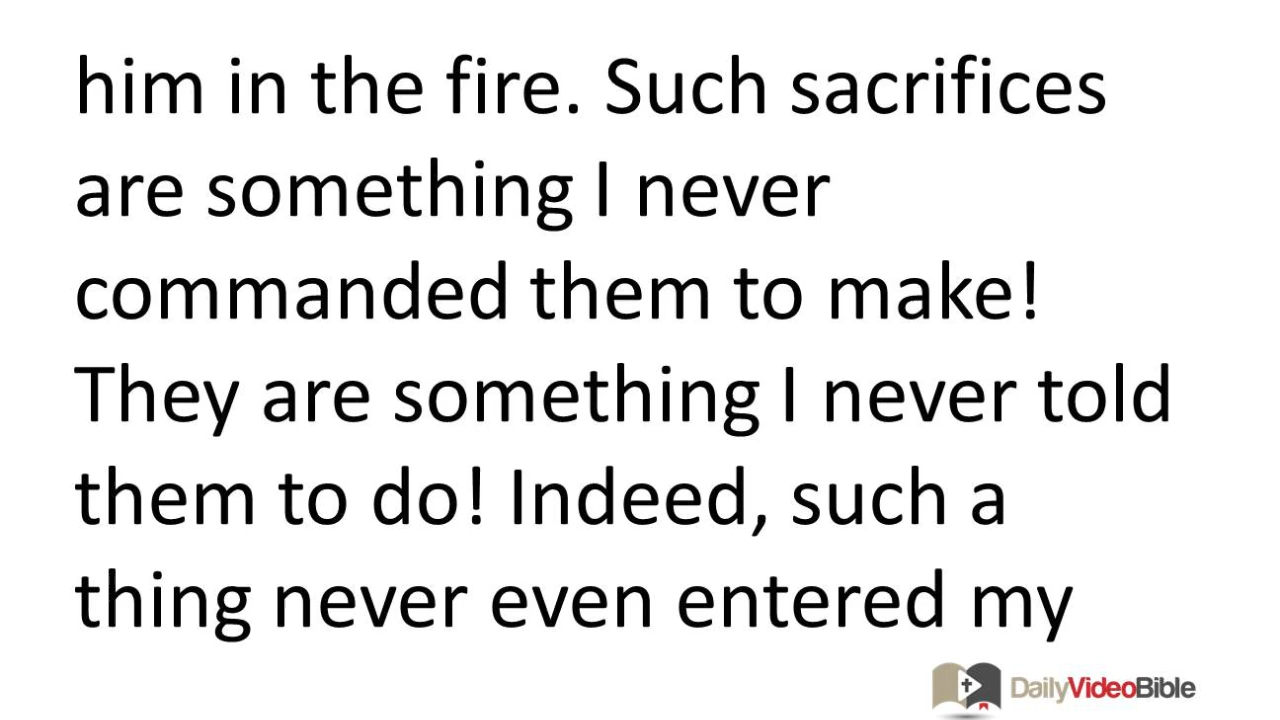 him in the fire. Such sacrifices
are something I never
commanded them to make!
They are something I never told
them to do! Indeed, such a
thing never even entered my
DailyVideoBible